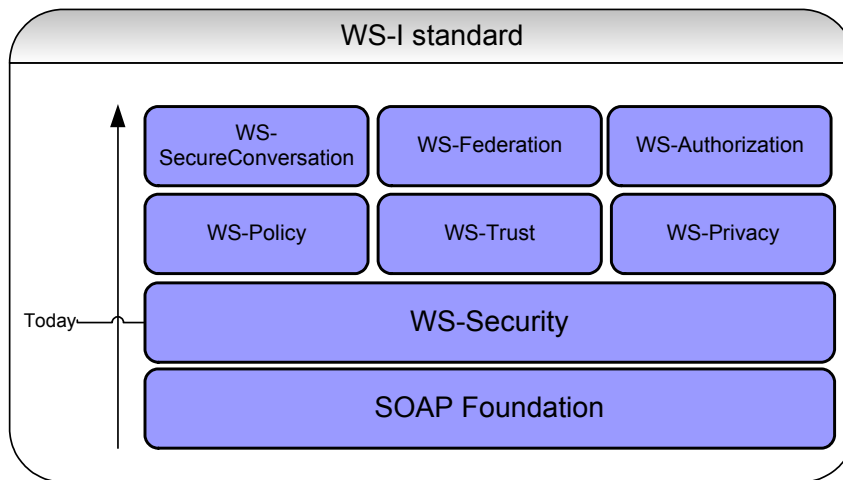 WS-I standard
WS-
SecureConversation
WS-Federation
WS-Authorization
WS-Policy
WS-Trust
WS-Privacy
Today
WS-Security
SOAP Foundation